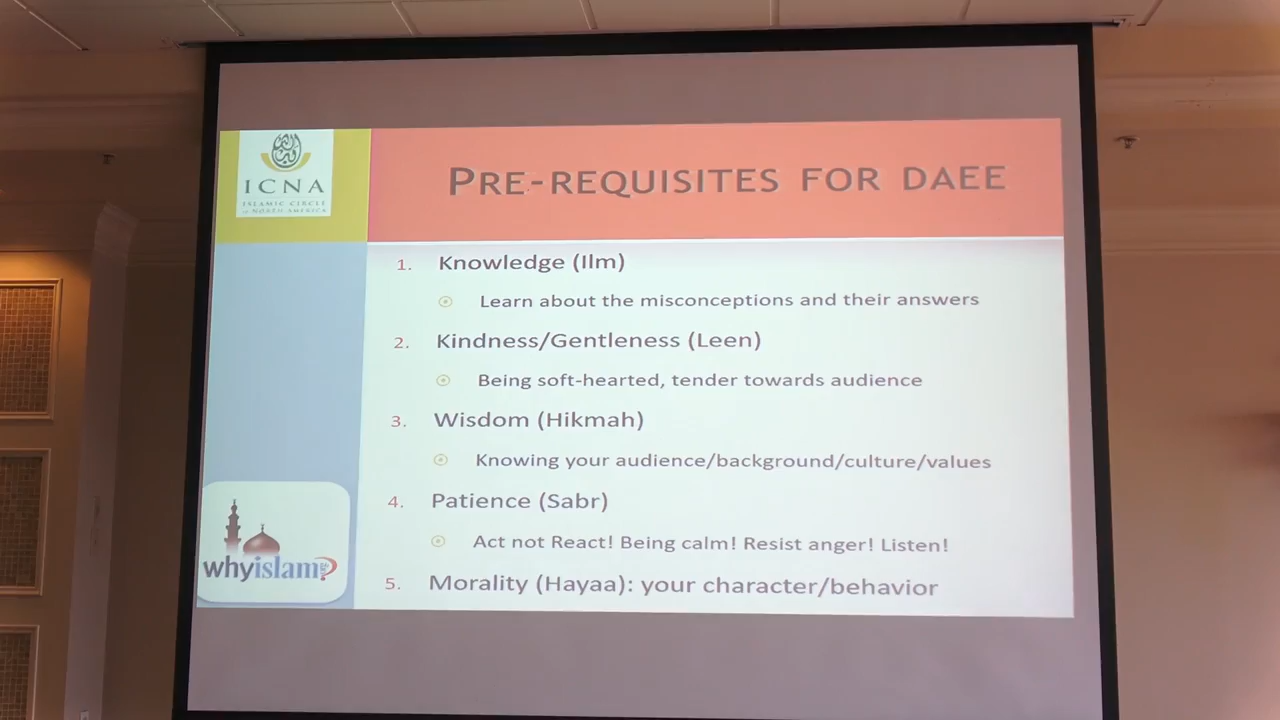 ICNA
ISLAMIC CIRCLE
of NORTH AMERICA
PRE-REQUISITES FOR DAEE
1. Knowledge (Ilm)
Learn about the misconceptions and their answers
2. Kindness/Gentleness (Leen)
Being soft-hearted, tender towards audience
3. Wisdom (Hikmah)
Knowing your audience/background/culture/values
4. Patience (Sabr)
Act not React! Being calm! Resist anger! Listen!
5. Morality (Hayaa): your character/behavior
whyislam?